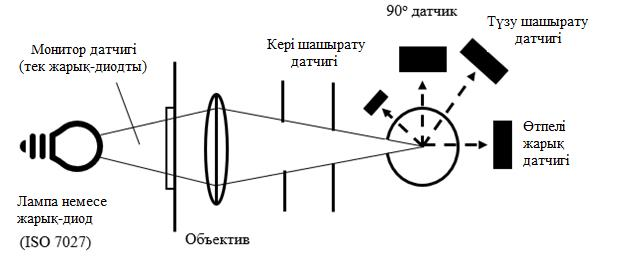 90° датчик
Түзу шашырату
датчигі
Кері шашырату
датчигі
Монитор датчигі
(тек жарық-диодты)
Өтпелі
жарық
датчигі
Лампа немесе
жарық-диод
(ISO 7027)
Объектив